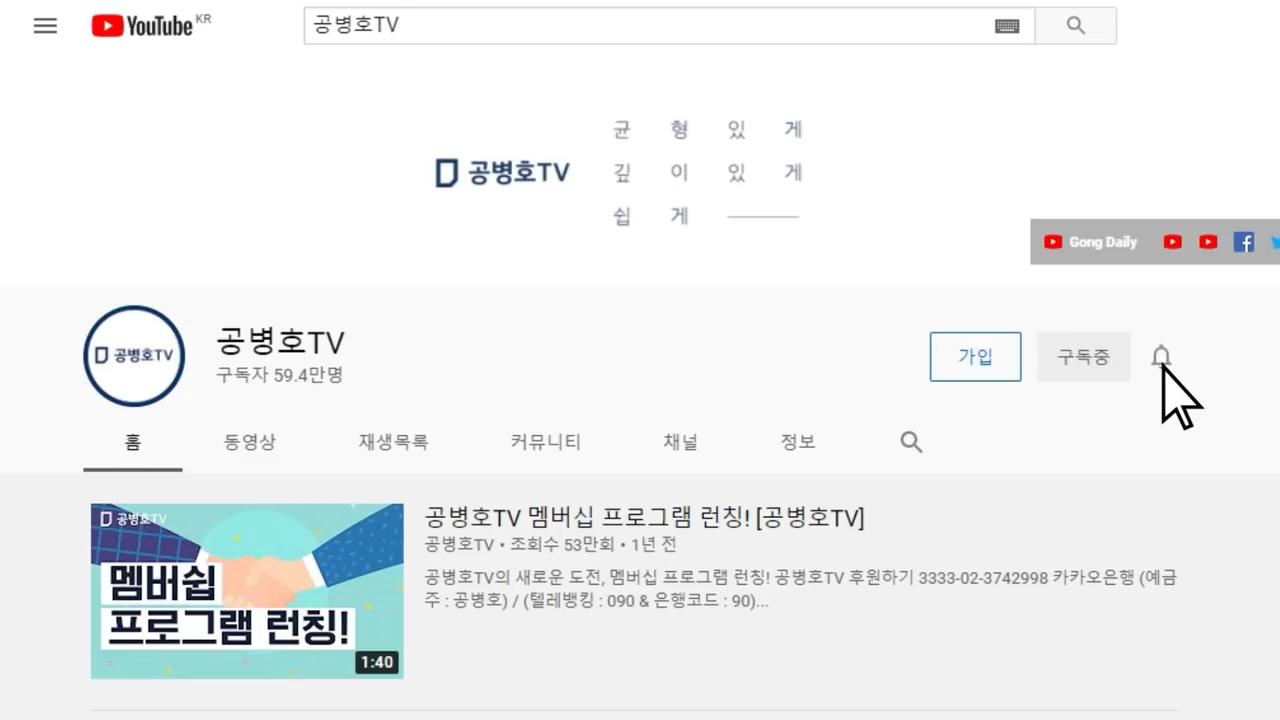 YouTube KR
공병호TV
균 형 있 게
공병호TV
깊 이 있 게
쉽 게
Gong Daily
공병호TV
공병호TV
구독자 59.4만명
가입
구독중
홈
동영상
재생목록
커뮤니티
채널
정보
공병호TV
멤버쉽
프로그램 런칭!
1:40
공병호TV 멤버십 프로그램 런칭! [공병호TV]
공병호TV • 조회수 53만회 • 1년 전
공병호TV의 새로운 도전, 멤버십 프로그램 런칭! 공병호TV 후원하기 3333-02-3742998 카카오은행 (예금
주 : 공병호) / (텔레뱅킹 : 090 & 은행코드 : 90)...